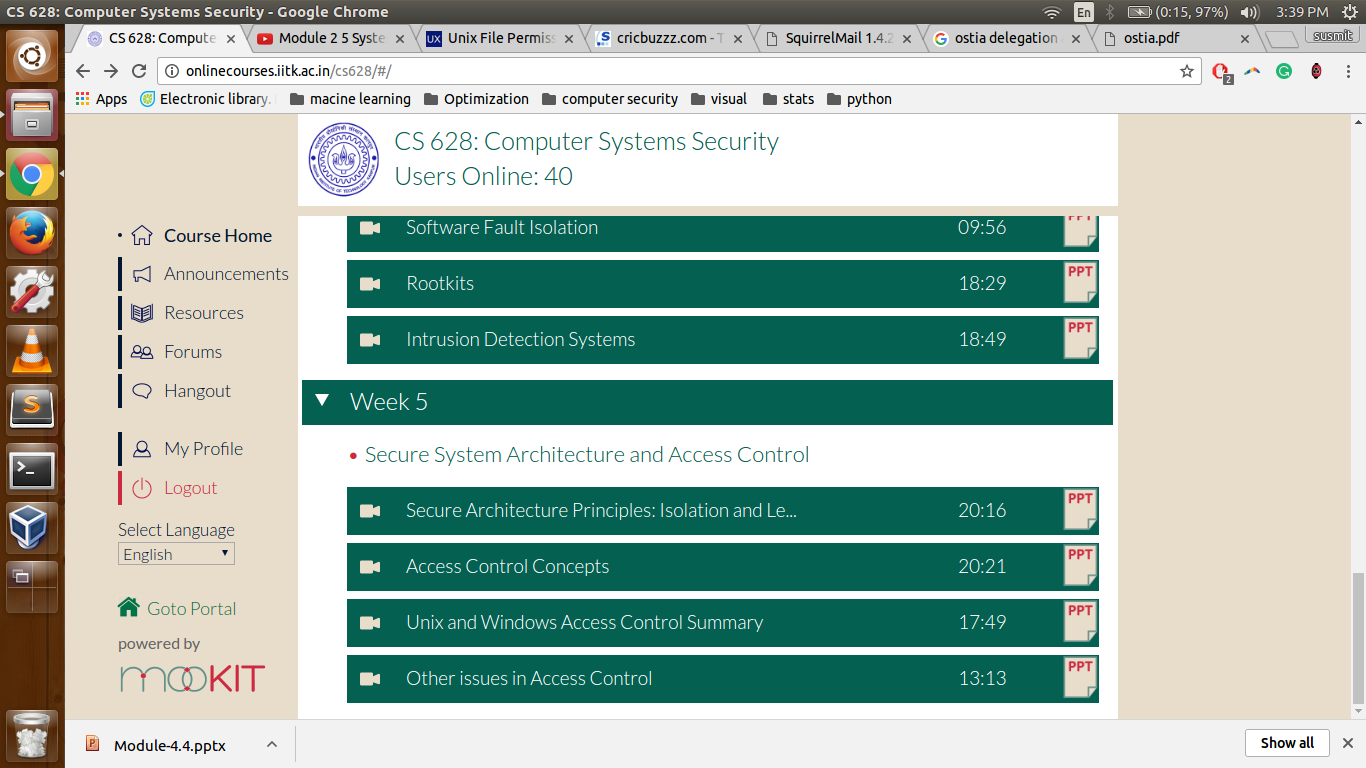 CS 628: Computer Systems Security - Google Chrome
En
(0:15, 97%)
3:39 PM
CS 628: Compute
Module 2 5 Syste
Unix File Permis
cricbuzzz.com - T
SquirrelMail 1.4.2
ostia delegation
ostia.pdf
susmit
onlinecourses.iitk.ac.in/cs628/#/
2
Apps
Electronic library.
macine learning
Optimization
computer security
visual
stats
python
CS 628: Computer Systems Security
Users Online: 40
Course Home
Announcements
Resources
Forums
Hangout
My Profile
Logout
Select Language
English
Goto Portal
powered by
mooKIT
Software Fault Isolation 09:56 PPT
Rootkits 18:29 PPT
Intrusion Detection Systems 18:49 PPT
Week 5
• Secure System Architecture and Access Control
Secure Architecture Principles: Isolation and Le... 20:16 PPT
Access Control Concepts 20:21 PPT
Unix and Windows Access Control Summary 17:49 PPT
Other issues in Access Control 13:13 PPT
Module-4.4.pptx
Show all